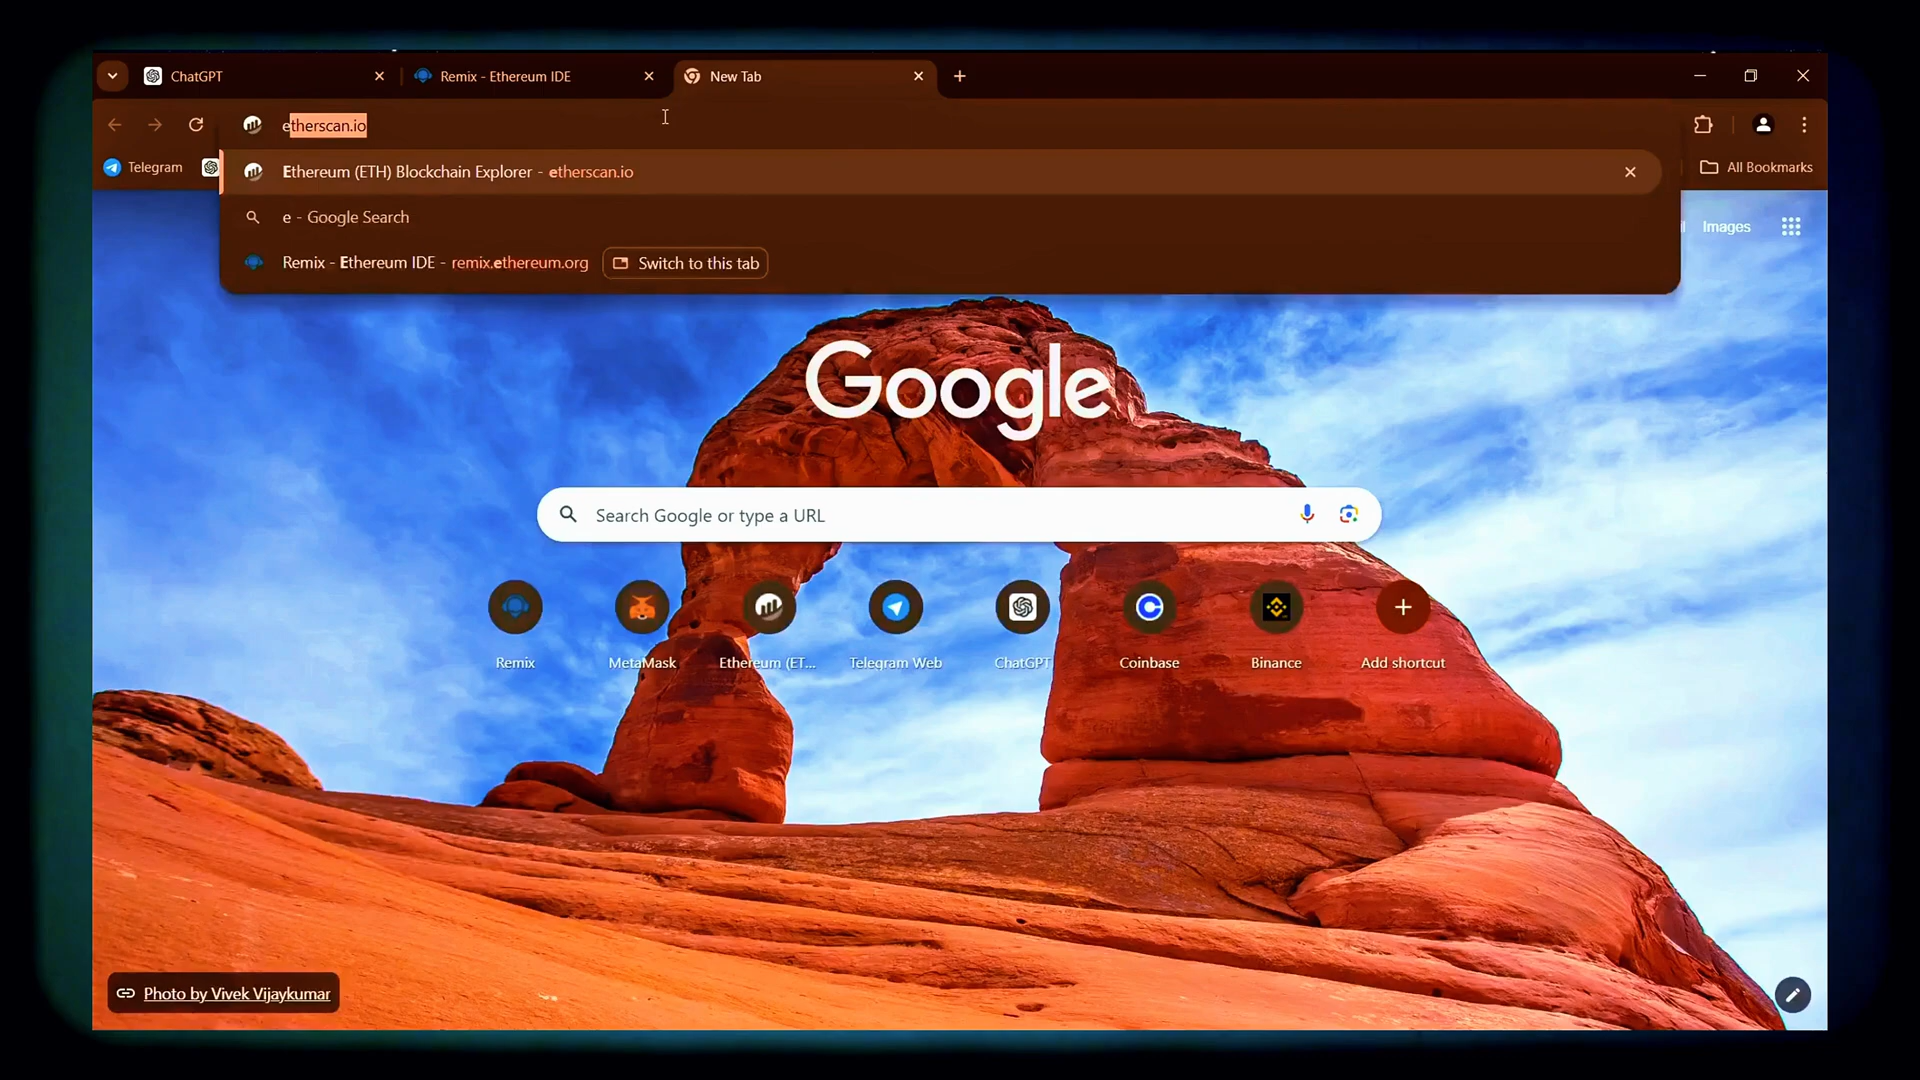 ChatGPT
Remix - Ethereum IDE
New Tab
etherscan.io
Telegram
Ethereum (ETH) Blockchain Explorer - etherscan.io
All Bookmarks
e - Google Search
Images
Remix - Ethereum IDE - remix.ethereum.org
Switch to this tab
Google
Search Google or type a URL
Remix
MetaMask
Ethereum (ET...
Telegram Web
ChatGPT
Coinbase
Binance
Add shortcut
Photo by Vivek Vijaykumar